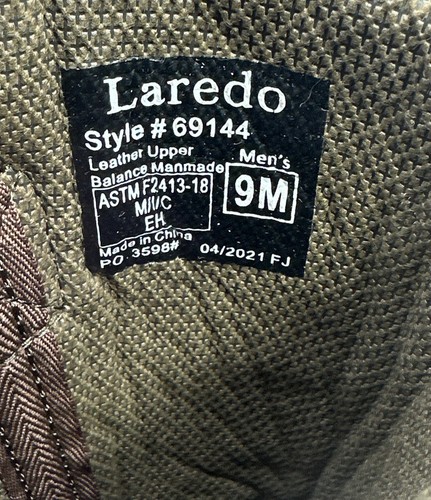 Laredo
Style # 69144
Leather Upper
Balance Manmade
ASTM F2413-18
M/I/C
EH
Men's
9M
Made in China
PO 3598#
04/2021 FJ